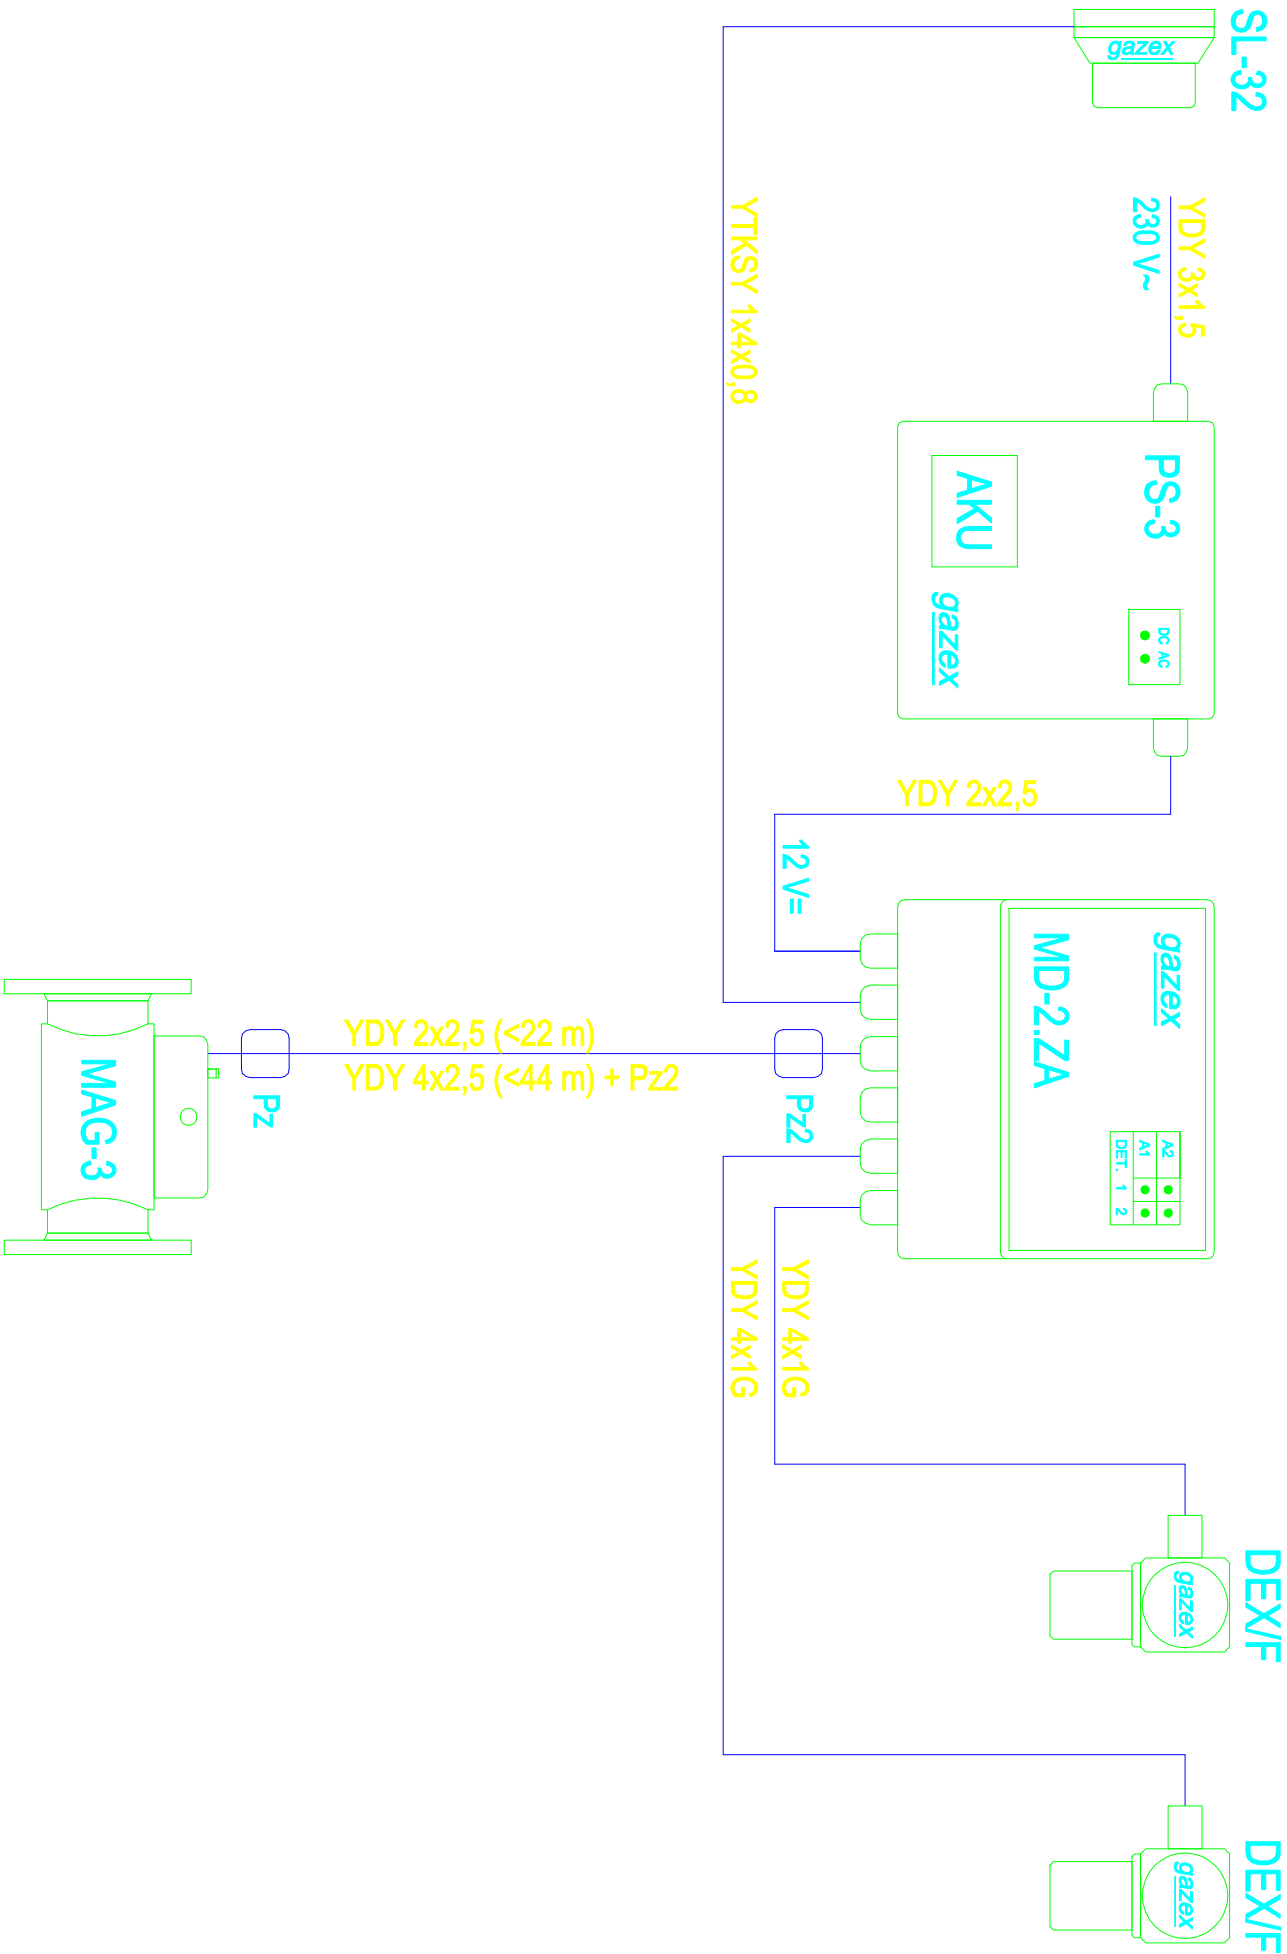 SL-32
gazex
YTKSY 1x4x0,8
YDY 3x1,5
230 V~
PS-3
AKU
DC AC
gazex
YDY 2x2,5
12 V=
gazex
MD-2.ZA
A2
A1
DET. 1 2
YDY 2x2,5 (<22 m)
YDY 4x2,5 (<44 m) + Pz2
Pz
Pz2
MAG-3
YDY 4x1G
YDY 4x1G
DEX/F
gazex
DEX/F
gazex